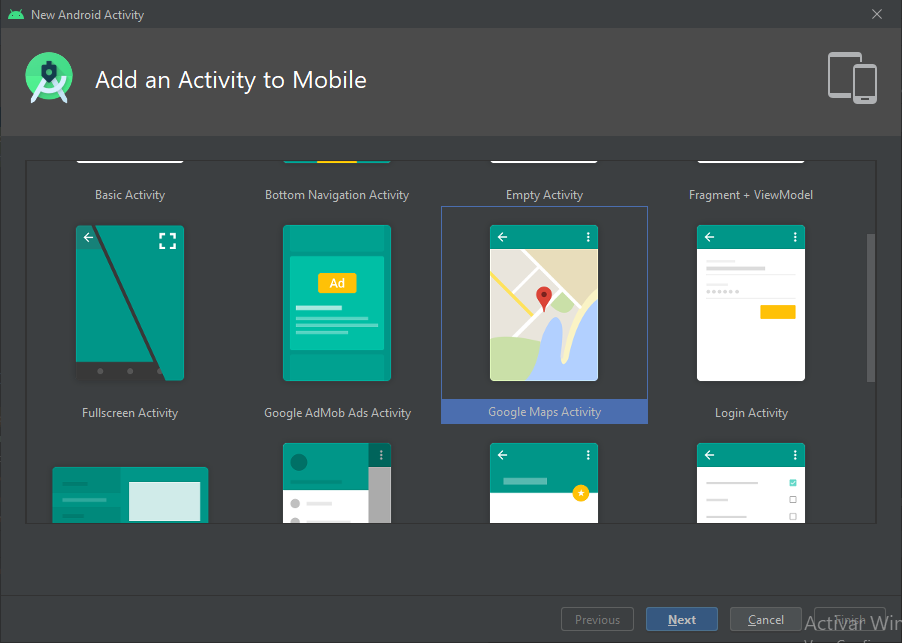 New Android Activity
Add an Activity to Mobile
Basic Activity
Bottom Navigation Activity
Empty Activity
Fragment + ViewModel
Ad
Fullscreen Activity
Google AdMob Ads Activity
Google Maps Activity
Login Activity
Previous
Next
Cancel
Finish
Activar Win